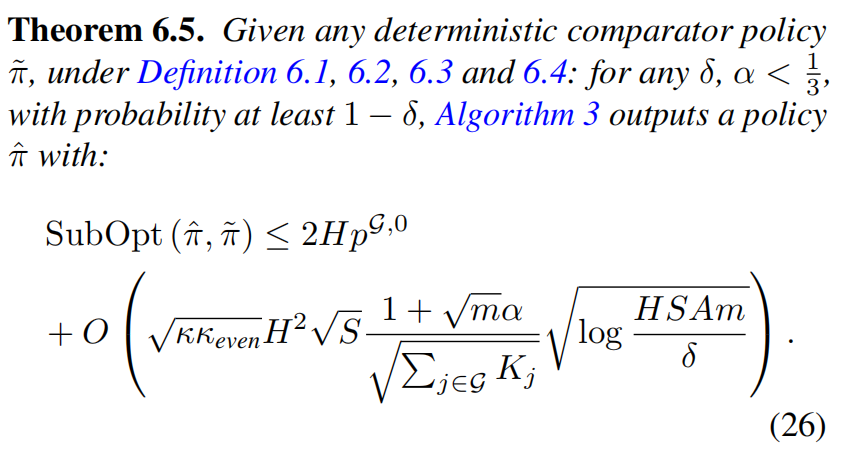 Theorem 6.5. Given any deterministic comparator policy
π̃, under Definition 6.1, 6.2, 6.3 and 6.4: for any δ, α < 1/3,
with probability at least 1 − δ, Algorithm 3 outputs a policy
π̂ with:
SubOpt (π̂, π̃) ≤ 2Hp^{𝒢,0}
+ O ( √(κκ_{even}) H² √S (1 + √m α) / √(∑_{j∈𝒢} K_j) √(log (HSAm / δ)) ) .
(26)